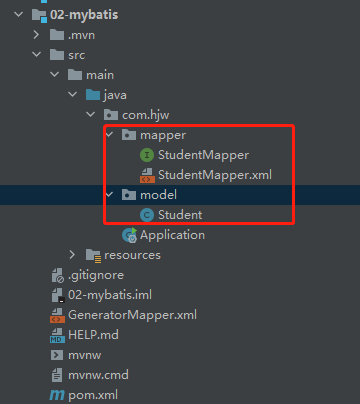 02-mybatis
.mvn
src
main
java
com.hjw
mapper
StudentMapper
StudentMapper.xml
model
Student
Application
resources
.gitignore
02-mybatis.iml
GeneratorMapper.xml
HELP.md
mvnw
mvnw.cmd
pom.xml